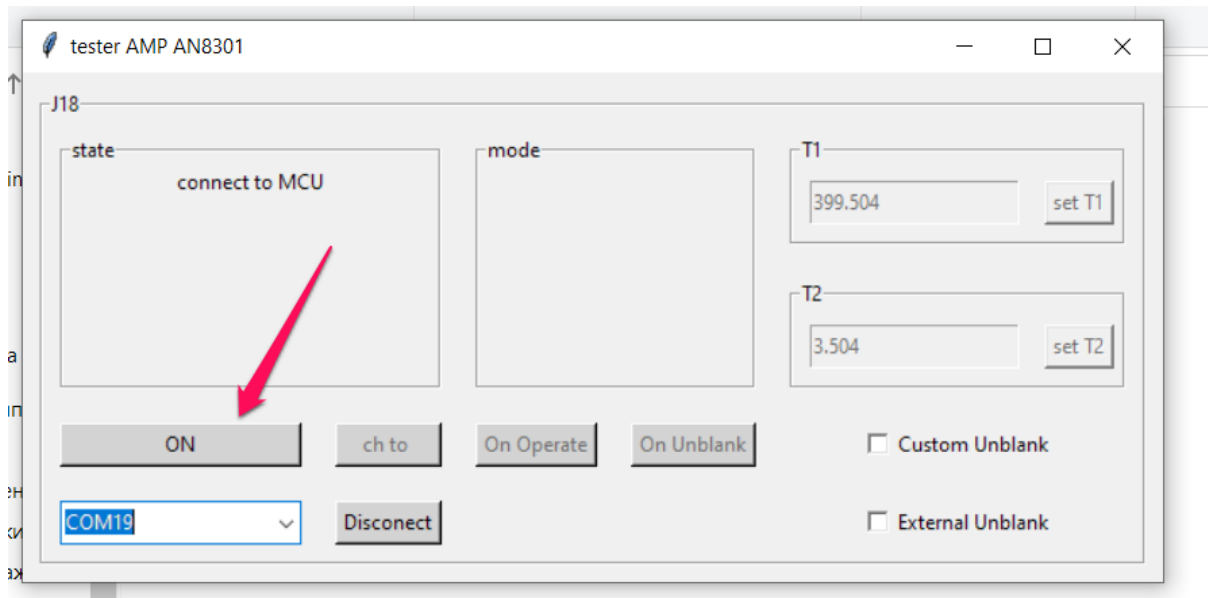 tester AMP AN8301
J18
state
connect to MCU
mode
T1
399.504
set T1
T2
3.504
set T2
ON
ch to
On Operate
On Unblank
Custom Unblank
COM19
Disconect
External Unblank